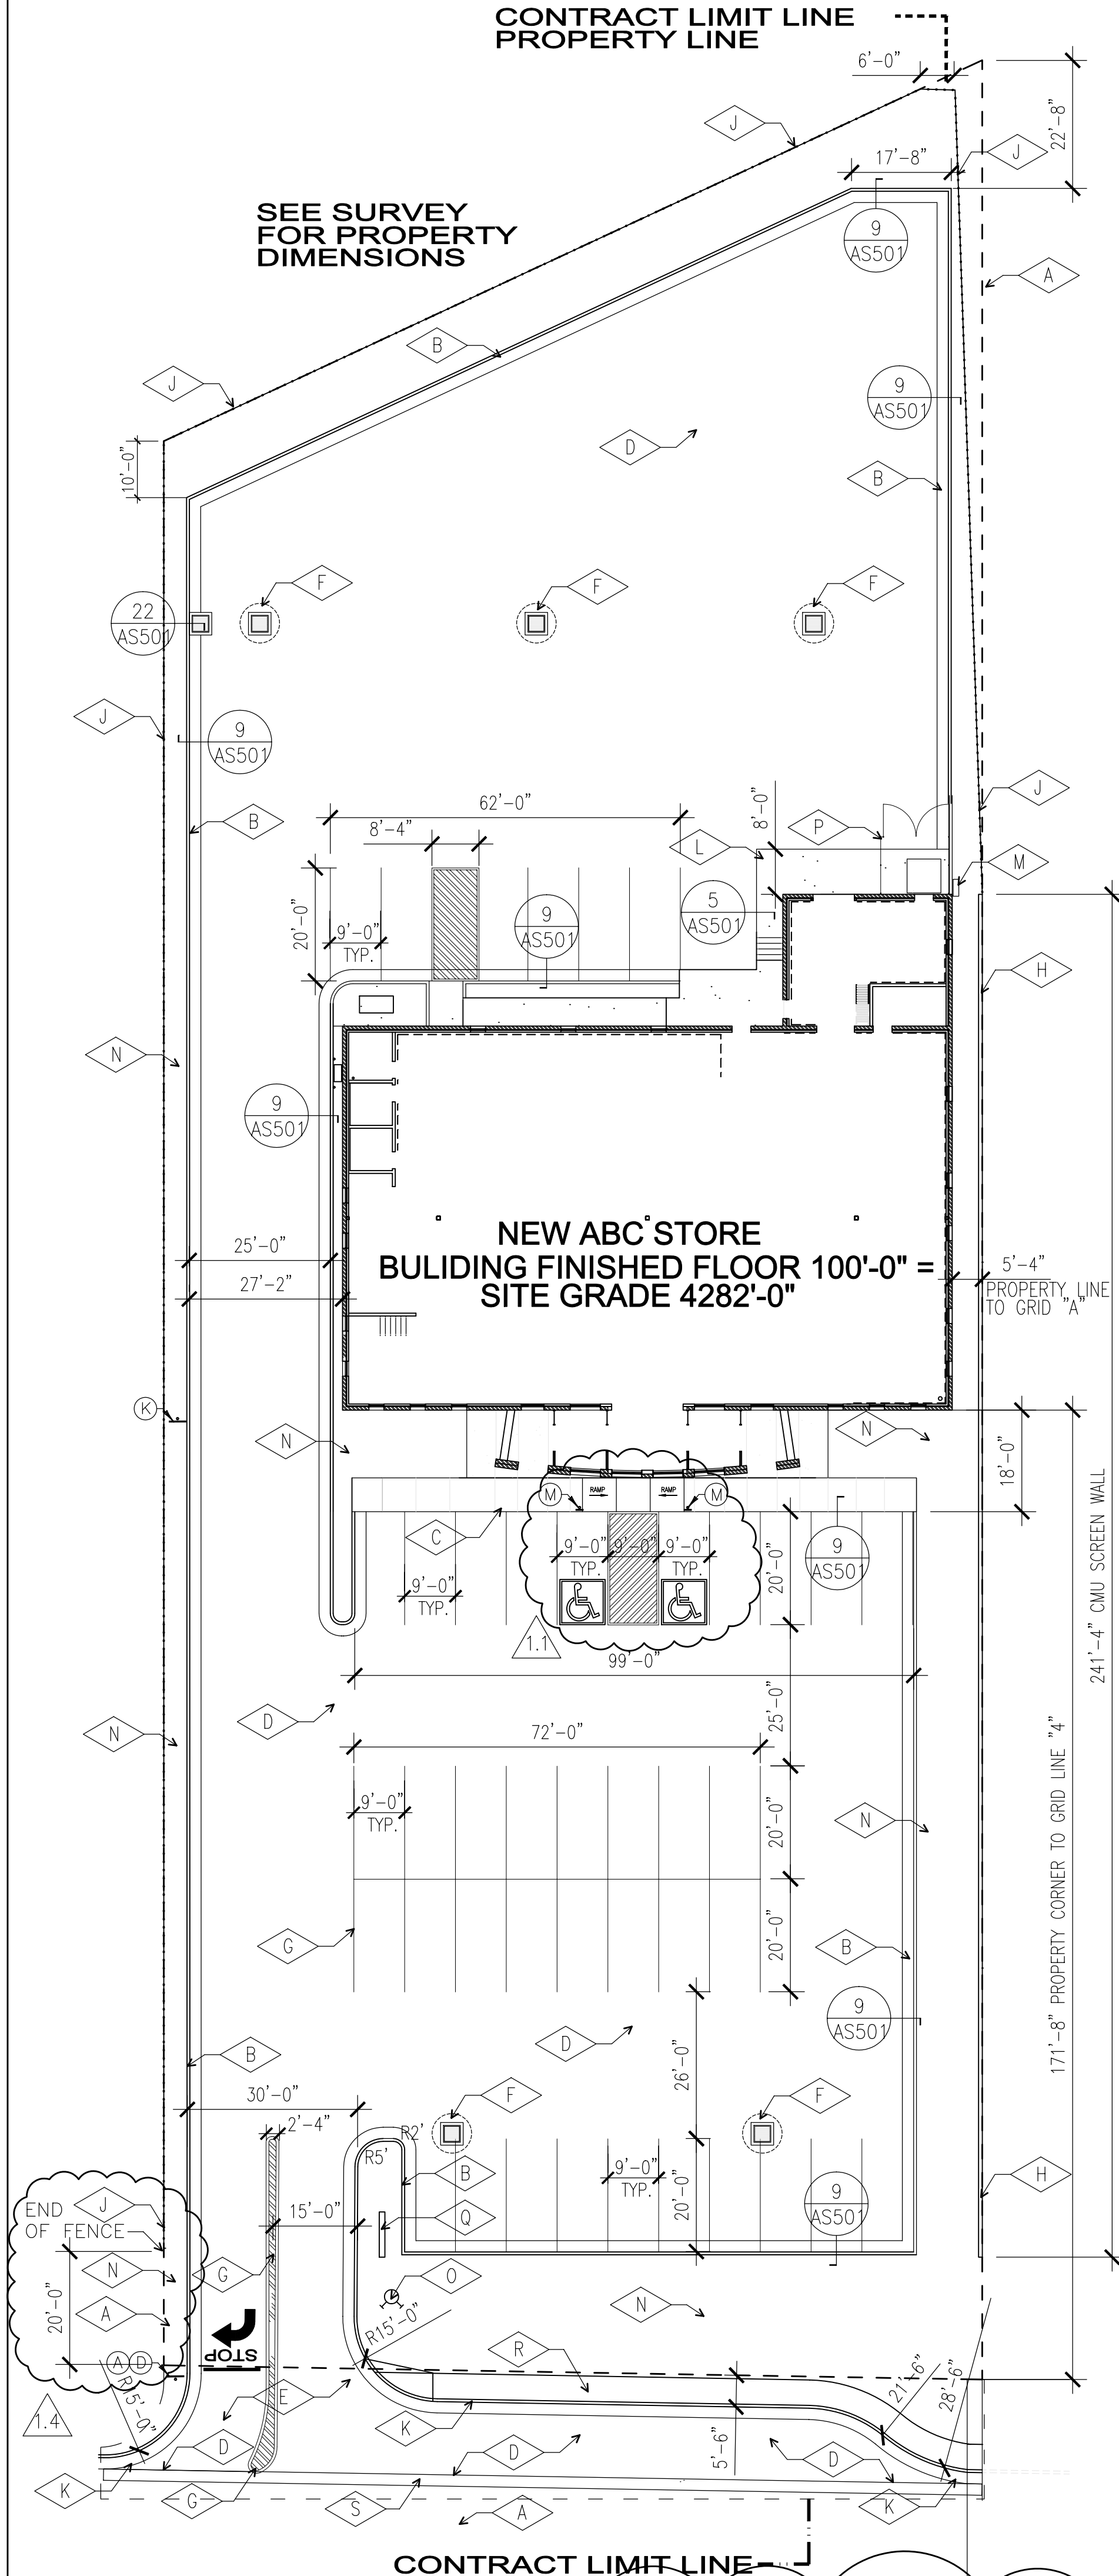 CONTRACT LIMIT LINE
PROPERTY LINE
6'-0"
22'-8"
J
17'-8"
J
SEE SURVEY
FOR PROPERTY
DIMENSIONS
9
AS501
A
B
J
9
AS501
D
10'-0"
B
F
F
F
22
AS501
J
9
AS501
J
62'-0"
8'-0"
B
P
8'-4"
L
M
20'-0"
5
AS501
9
AS501
9'-0"
TYP.
H
N
9
AS501
NEW ABC STORE
BULIDING FINISHED FLOOR 100'-0" =
SITE GRADE 4282'-0"
25'-0"
27'-2"
5'-4"
PROPERTY LINE
TO GRID "A"
K
N
N
18'-0"
RAMP
RAMP
M
M
C
9
AS501
9'-0"
TYP.
9'-0"
9'-0"
TYP.
20'-0"
9'-0"
TYP.
1.1
99'-0"
241'-4" CMU SCREEN WALL
D
N
25'-0"
72'-0"
171'-8" PROPERTY CORNER TO GRID LINE "4"
9'-0"
TYP.
20'-0"
N
G
20'-0"
B
9
AS501
D
B
26'-0"
30'-0"
F
F
2'-4"
R2'
R5'
9'-0"
TYP.
B
20'-0"
H
9
AS501
J
END
OF FENCE
15'-0"
Q
N
G
O
20'-0"
A
N
R15'-0"
STOP
R
A
D
R15'-0"
E
21'-6"
28'-6"
1.4
K
D
D
D
5'-6"
K
G
S
A
K
CONTRACT LIMIT LINE